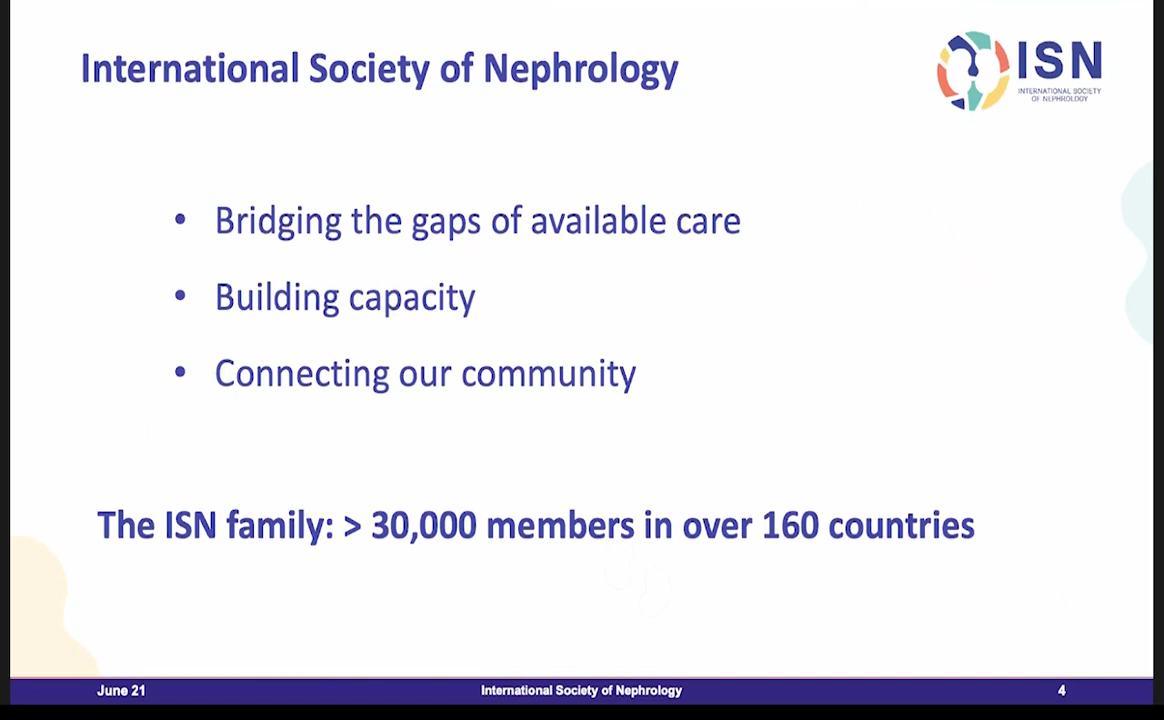 International Society of Nephrology
ISN
INTERNATIONAL SOCIETY
OF NEPHROLOGY
• Bridging the gaps of available care
• Building capacity
• Connecting our community
The ISN family: > 30,000 members in over 160 countries
June 21
International Society of Nephrology
4